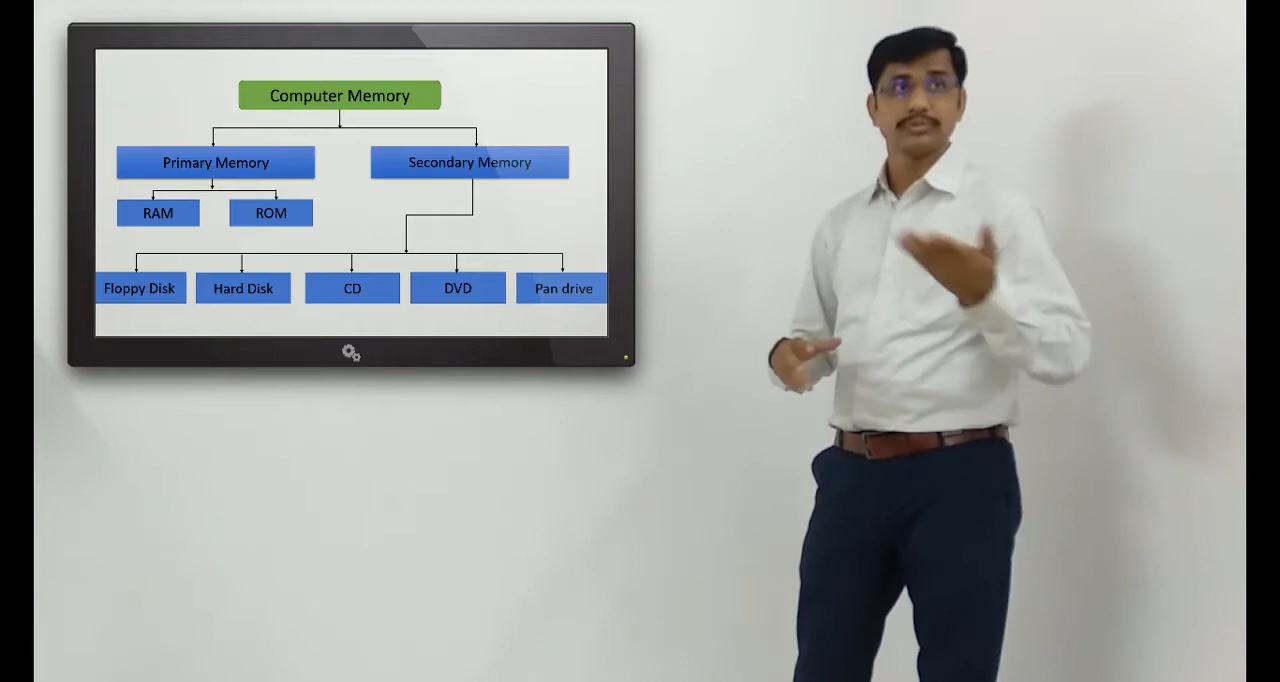 Computer Memory
Primary Memory
Secondary Memory
RAM
ROM
Floppy Disk
Hard Disk
CD
DVD
Pan drive